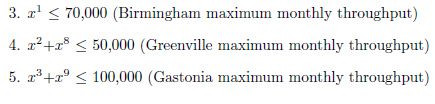 3. x¹ ≤ 70,000 (Birmingham maximum monthly throughput)
4. x²+x⁸ ≤ 50,000 (Greenville maximum monthly throughput)
5. x³+x⁹ ≤ 100,000 (Gastonia maximum monthly throughput)